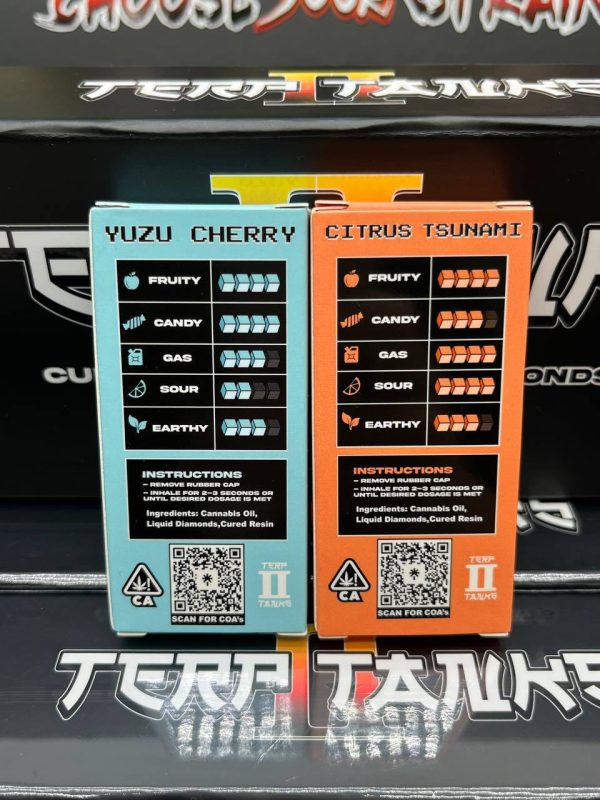 CHOOSE YOUR STRAIN
TERP TANKS
II
YUZU CHERRY
FRUITY
CANDY
GAS
SOUR
EARTHY
INSTRUCTIONS
– REMOVE RUBBER CAP
– INHALE FOR 2–3 SECONDS OR
UNTIL DESIRED DOSAGE IS MET
Ingredients: Cannabis Oil,
Liquid Diamonds,Cured Resin
CA
SCAN FOR COA's
TERP
II
TANKS
CITRUS TSUNAMI
FRUITY
CANDY
GAS
SOUR
EARTHY
INSTRUCTIONS
– REMOVE RUBBER CAP
– INHALE FOR 2–3 SECONDS OR
UNTIL DESIRED DOSAGE IS MET
Ingredients: Cannabis Oil,
Liquid Diamonds,Cured Resin
CA
SCAN FOR COA's
TERP
II
TANKS
TERP TANKS